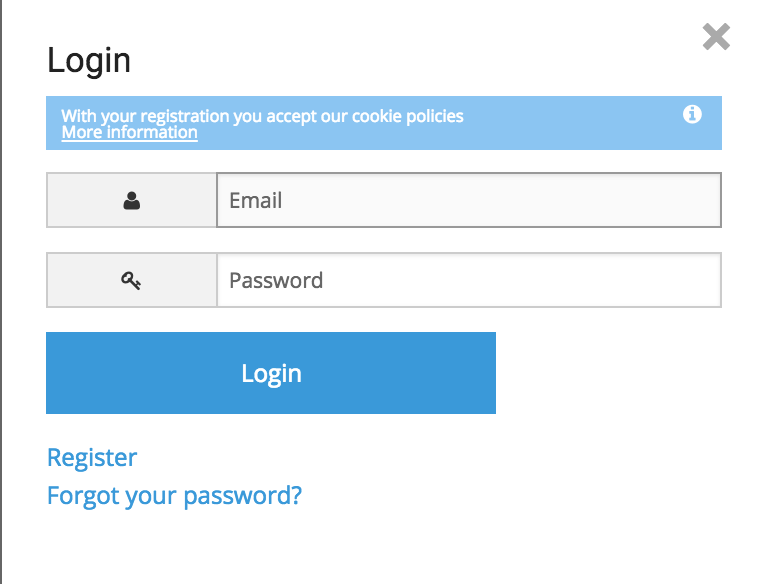 Login
With your registration you accept our cookie policies
More information
Email
Password
Login
Register
Forgot your password?